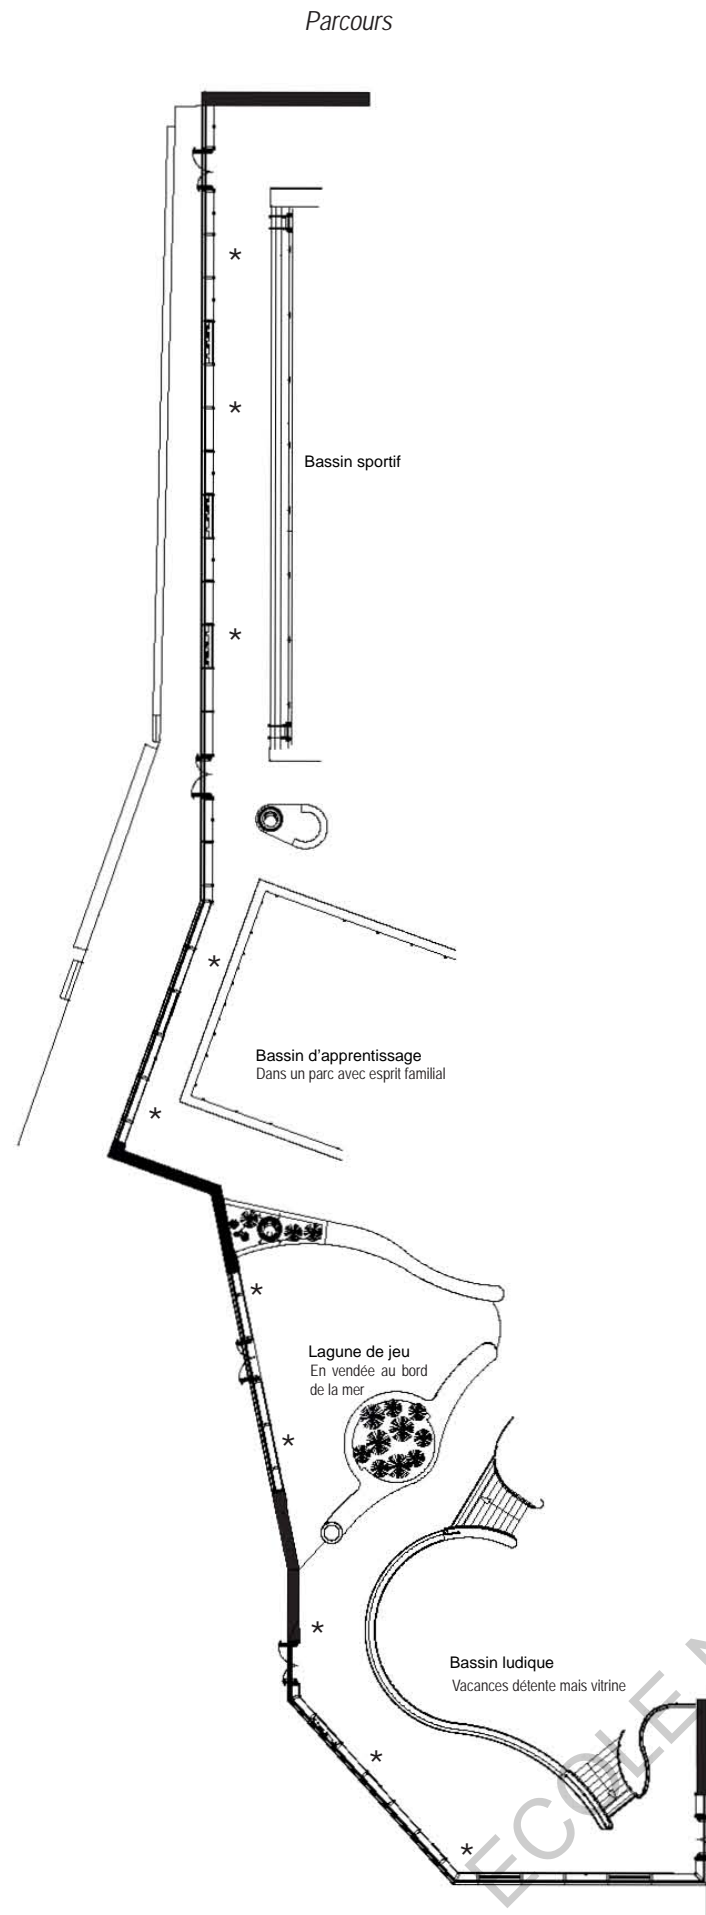 Parcours
Bassin sportif
Bassin d'apprentissage
Dans un parc avec esprit familial
Lagune de jeu
En vendée au bord
de la mer
Bassin ludique
Vacances détente mais vitrine
ECOLE N